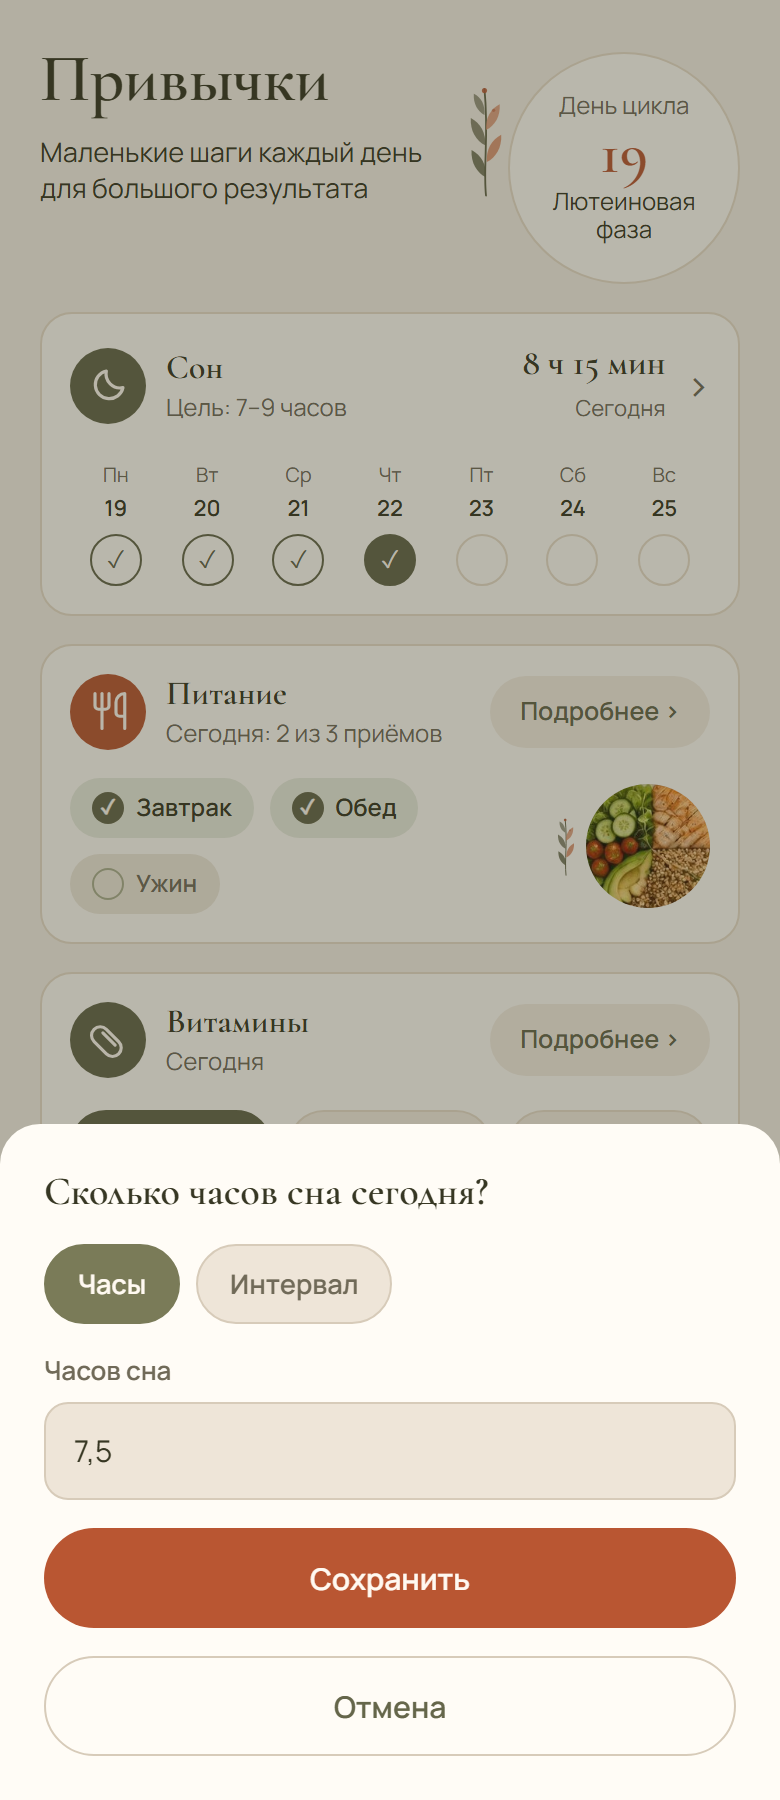 Привычки
Маленькие шаги каждый день
для большого результата
День цикла
19
Лютеиновая
фаза
Сон
Цель: 7–9 часов
8 ч 15 мин
Сегодня
Пн Вт Ср Чт Пт Сб Вс
19 20 21 22 23 24 25
Питание
Сегодня: 2 из 3 приёмов
Подробнее ›
Завтрак Обед
Ужин
Витамины
Сегодня
Подробнее ›
Сколько часов сна сегодня?
Часы Интервал
Часов сна
7,5
Сохранить
Отмена